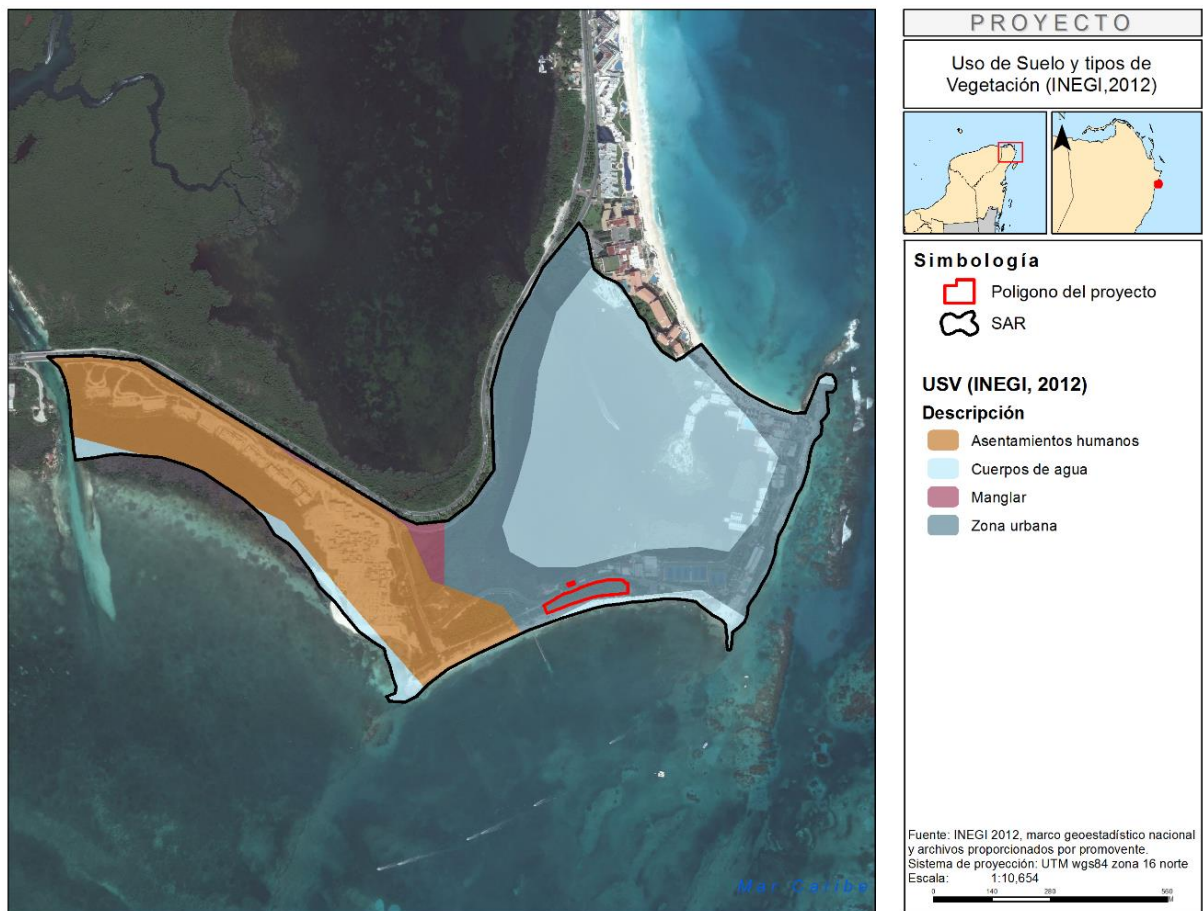 PROYECTO
Uso de Suelo y tipos de
Vegetación (INEGI,2012)
N
Simbología
Poligono del proyecto
SAR
USV (INEGI, 2012)
Descripción
Asentamientos humanos
Cuerpos de agua
Manglar
Zona urbana
Fuente: INEGI 2012, marco geoestadístico nacional
y archivos proporcionados por promovente.
Sistema de proyección: UTM wgs84 zona 16 norte
Escala: 1:10,654
0 140 280 560
M
Mar Caribe